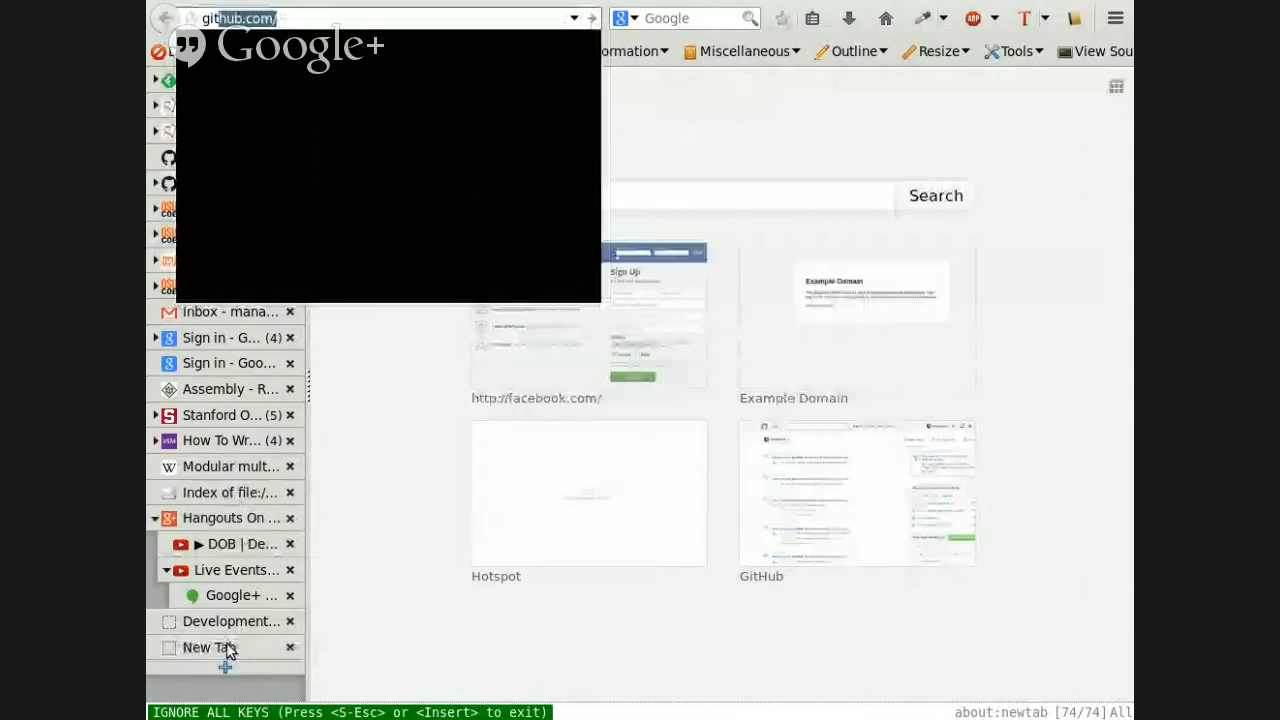 github.com/
Google
Google+
ormation
Miscellaneous
Outline
Resize
Tools
View Sou
Search
Sign Up
Example Domain
Inbox - mana...
Sign in - G... (4)
Sign in - Goo...
Assembly - R...
Stanford O... (5)
How To Wr... (4)
Modular mult...
Index of file:/...
Hangouts On ...
▶ DOB | De...
Live Events...
Google+ ...
Development...
New Tab
http://facebook.com/
Example Domain
Hotspot
GitHub
IGNORE ALL KEYS (Press <S-Esc> or <Insert> to exit)
about:newtab [74/74] All